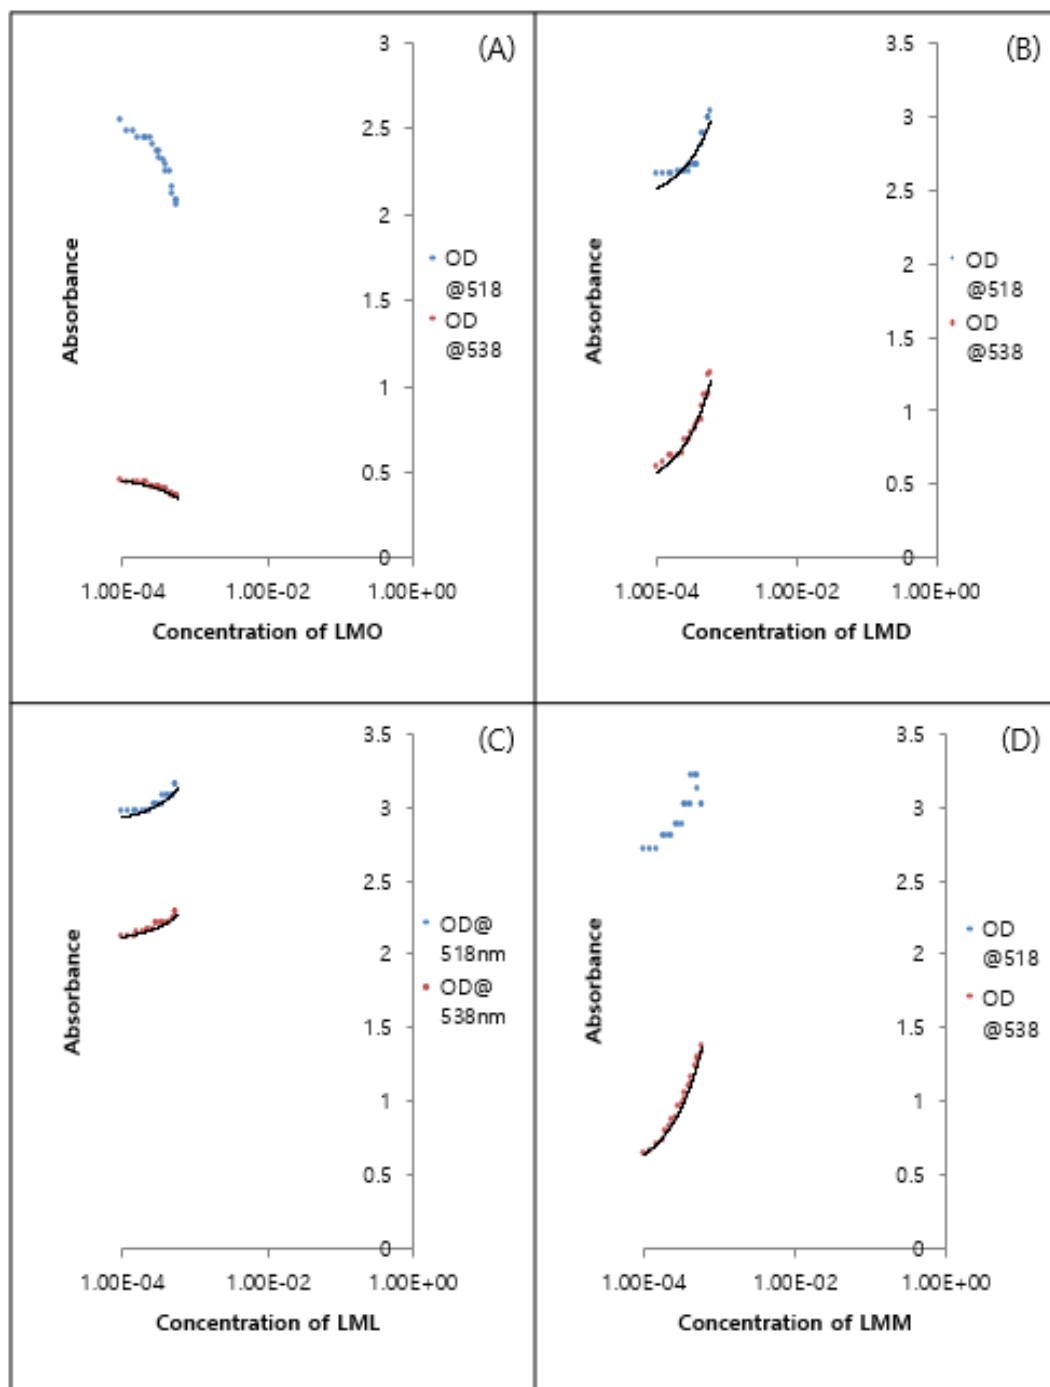 (A)
3
2.5
2
1.5
1
0.5
0
Absorbance
OD
@518
OD
@538
1.00E-04 1.00E-02 1.00E+00
Concentration of LMO
(B)
3.5
3
2.5
2
1.5
1
0.5
0
Absorbance
OD
@518
OD
@538
1.00E-04 1.00E-02 1.00E+00
Concentration of LMD
(C)
3.5
3
2.5
2
1.5
1
0.5
0
Absorbance
OD@
518nm
OD@
538nm
1.00E-04 1.00E-02 1.00E+00
Concentration of LML
(D)
3.5
3
2.5
2
1.5
1
0.5
0
Absorbance
OD
@518
OD
@538
1.00E-04 1.00E-02 1.00E+00
Concentration of LMM